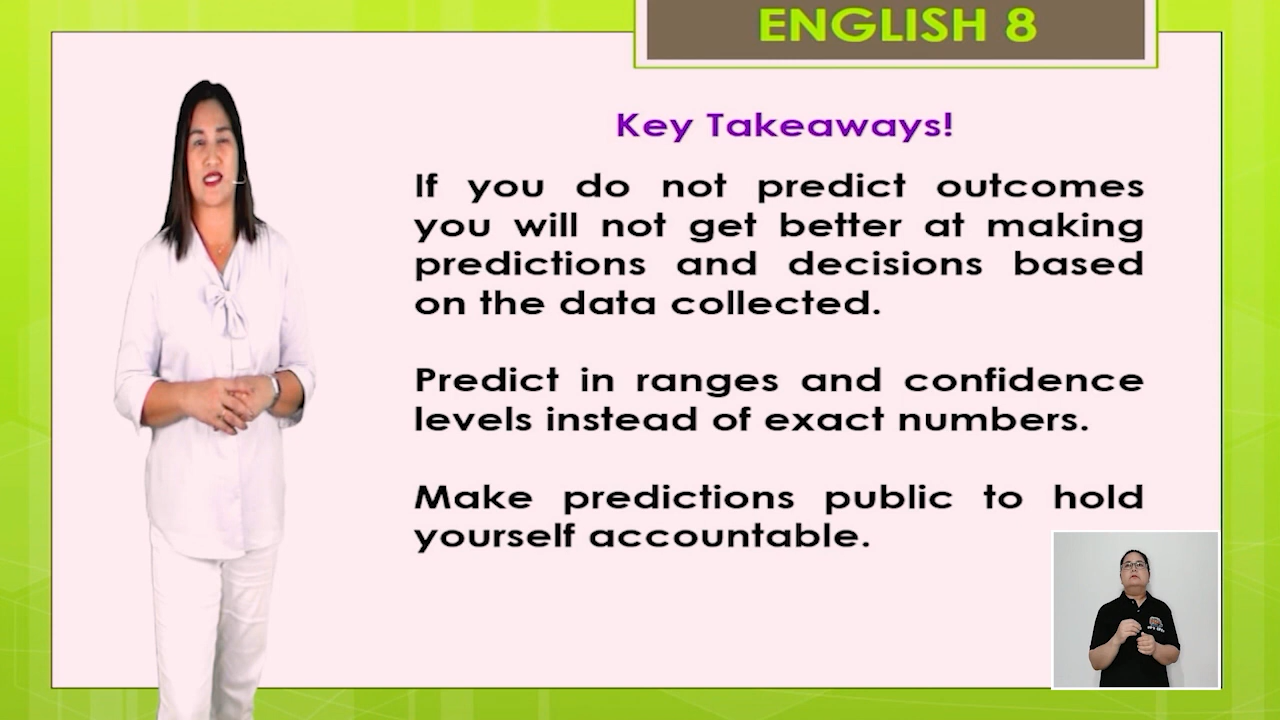 ENGLISH 8
Key Takeaways!
If you do not predict outcomes
you will not get better at making
predictions and decisions based
on the data collected.
Predict in ranges and confidence
levels instead of exact numbers.
Make predictions public to hold
yourself accountable.